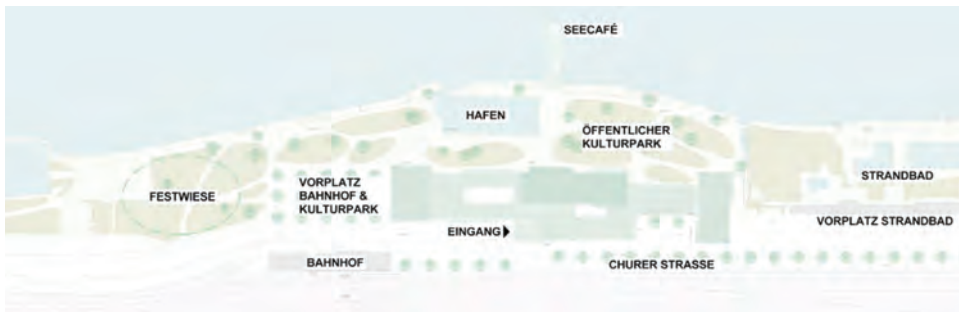 SEECAFÉ
HAFEN
ÖFFENTLICHER
KULTURPARK
STRANDBAD
VORPLATZ
BAHNHOF &
KULTURPARK
FESTWIESE
VORPLATZ STRANDBAD
EINGANG
BAHNHOF
CHURER STRASSE